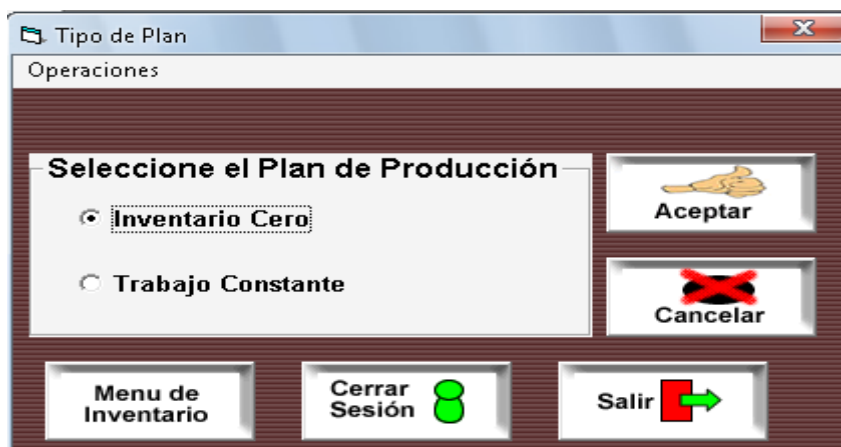 Tipo de Plan
Operaciones
Seleccione el Plan de Producción
Inventario Cero
Trabajo Constante
Aceptar
Cancelar
Menu de
Inventario
Cerrar
Sesión
Salir